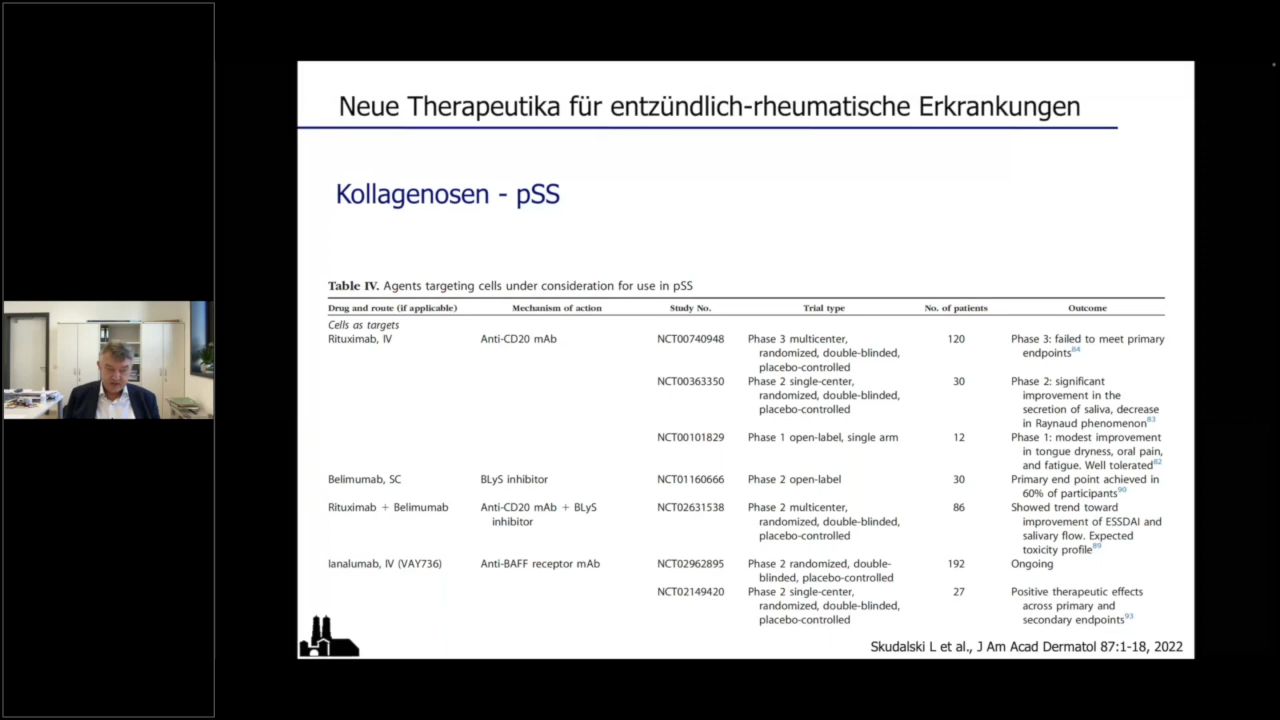 Neue Therapeutika für entzündlich-rheumatische Erkrankungen
Kollagenosen - pSS
Table IV. Agents targeting cells under consideration for use in pSS
Drug and route (if applicable) Mechanism of action Study No. Trial type No. of patients Outcome
Cells as targets
Rituximab, IV Anti-CD20 mAb NCT00740948 Phase 3 multicenter, 120 Phase 3: failed to meet primary
randomized, double-blinded, endpoints84
placebo-controlled
NCT00363350 Phase 2 single-center, 30 Phase 2: significant
randomized, double-blinded, improvement in the
placebo-controlled secretion of saliva, decrease
in Raynaud phenomenon83
NCT00101829 Phase 1 open-label, single arm 12 Phase 1: modest improvement
in tongue dryness, oral pain,
and fatigue. Well tolerated82
Belimumab, SC BLyS inhibitor NCT01160666 Phase 2 open-label 30 Primary end point achieved in
60% of participants90
Rituximab + Belimumab Anti-CD20 mAb + BLyS NCT02631538 Phase 2 multicenter, 86 Showed trend toward
inhibitor randomized, double-blinded, improvement of ESSDAI and
placebo-controlled salivary flow. Expected
toxicity profile89
Ianalumab, IV (VAY736) Anti-BAFF receptor mAb NCT02962895 Phase 2 randomized, double- 192 Ongoing
blinded, placebo-controlled
NCT02149420 Phase 2 single-center, 27 Positive therapeutic effects
randomized, double-blinded, across primary and
placebo-controlled secondary endpoints93
Skudalski L et al., J Am Acad Dermatol 87:1-18, 2022